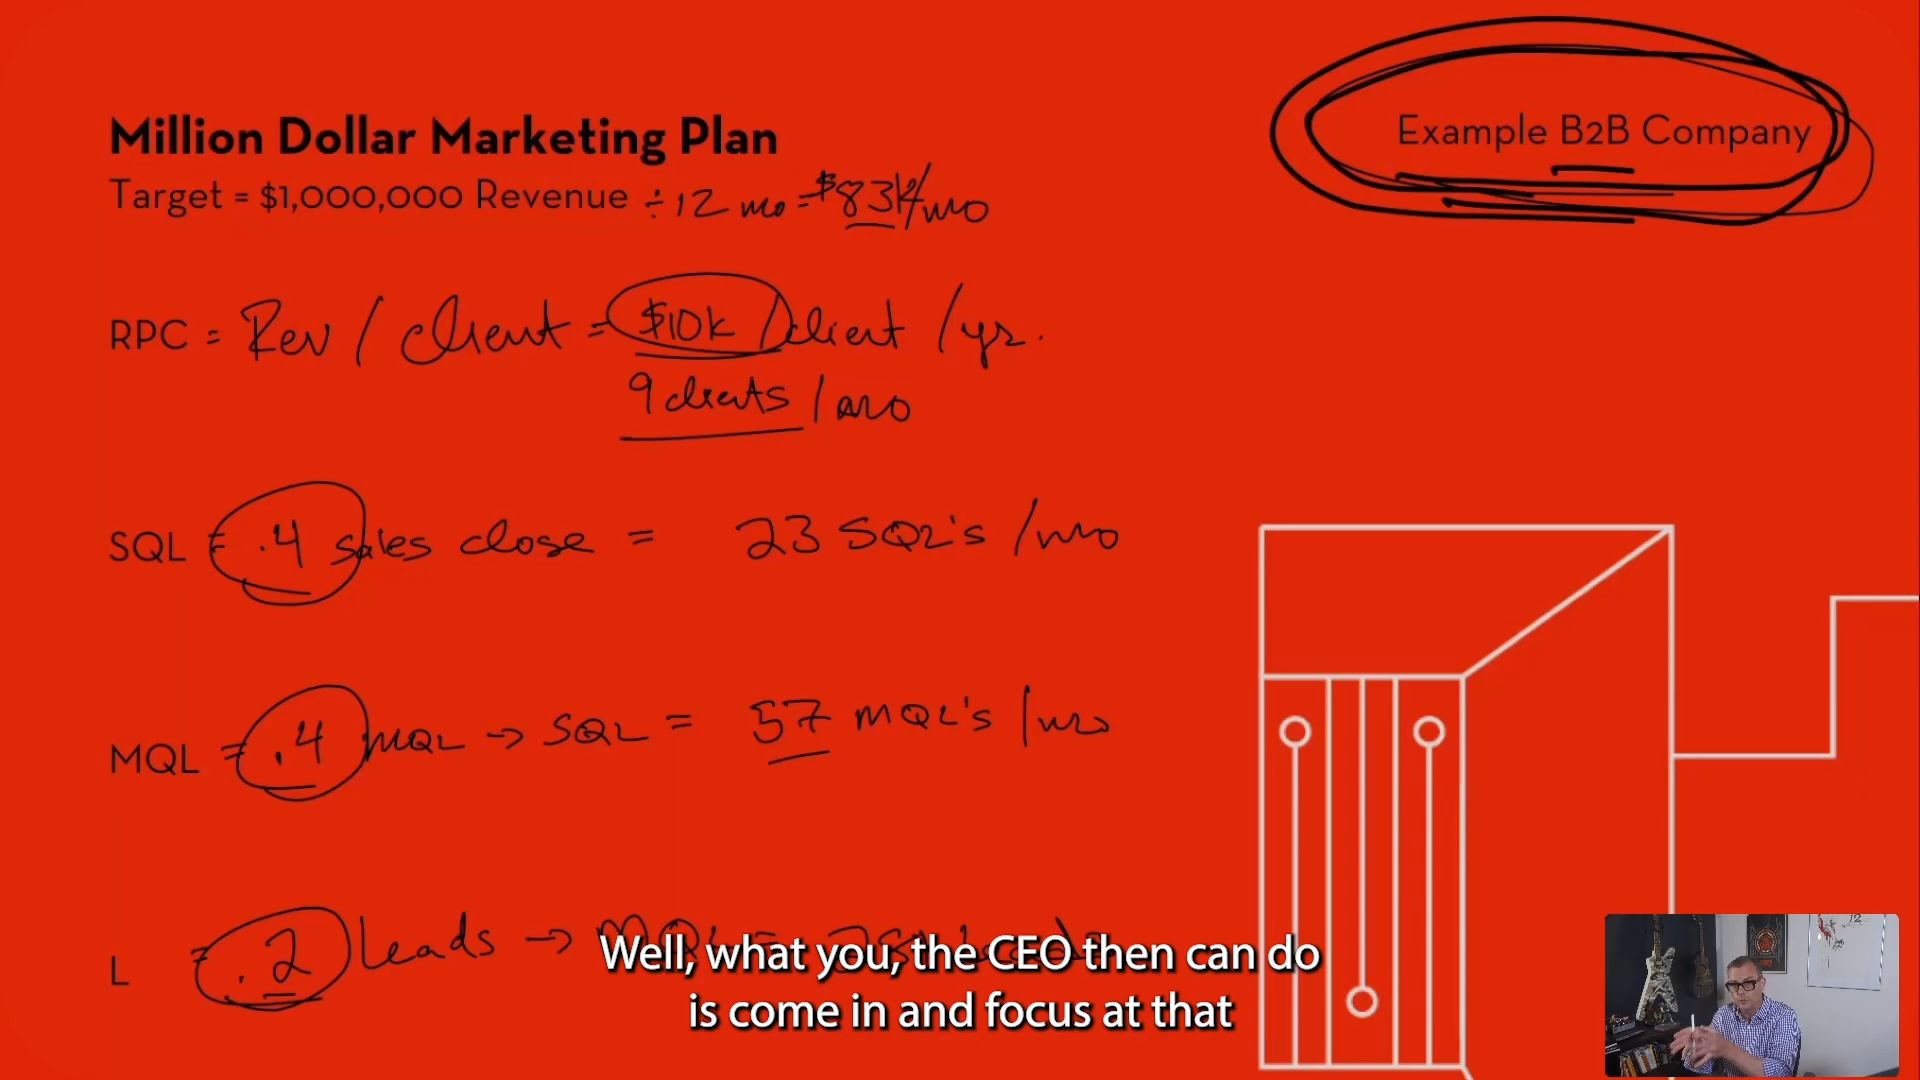 Example B2B Company
Million Dollar Marketing Plan
Target = $1,000,000 Revenue ÷ 12 mo = $83k/mo
RPC = Rev / client = $10k / client / yr.
9 clients / mo
SQL = .4 sales close = 23 SQL's / mo
MQL = .4 MQL → SQL = 57 MQL's / mo
L = .2 leads → MQL =
Well, what you, the CEO then can do
is come in and focus at that